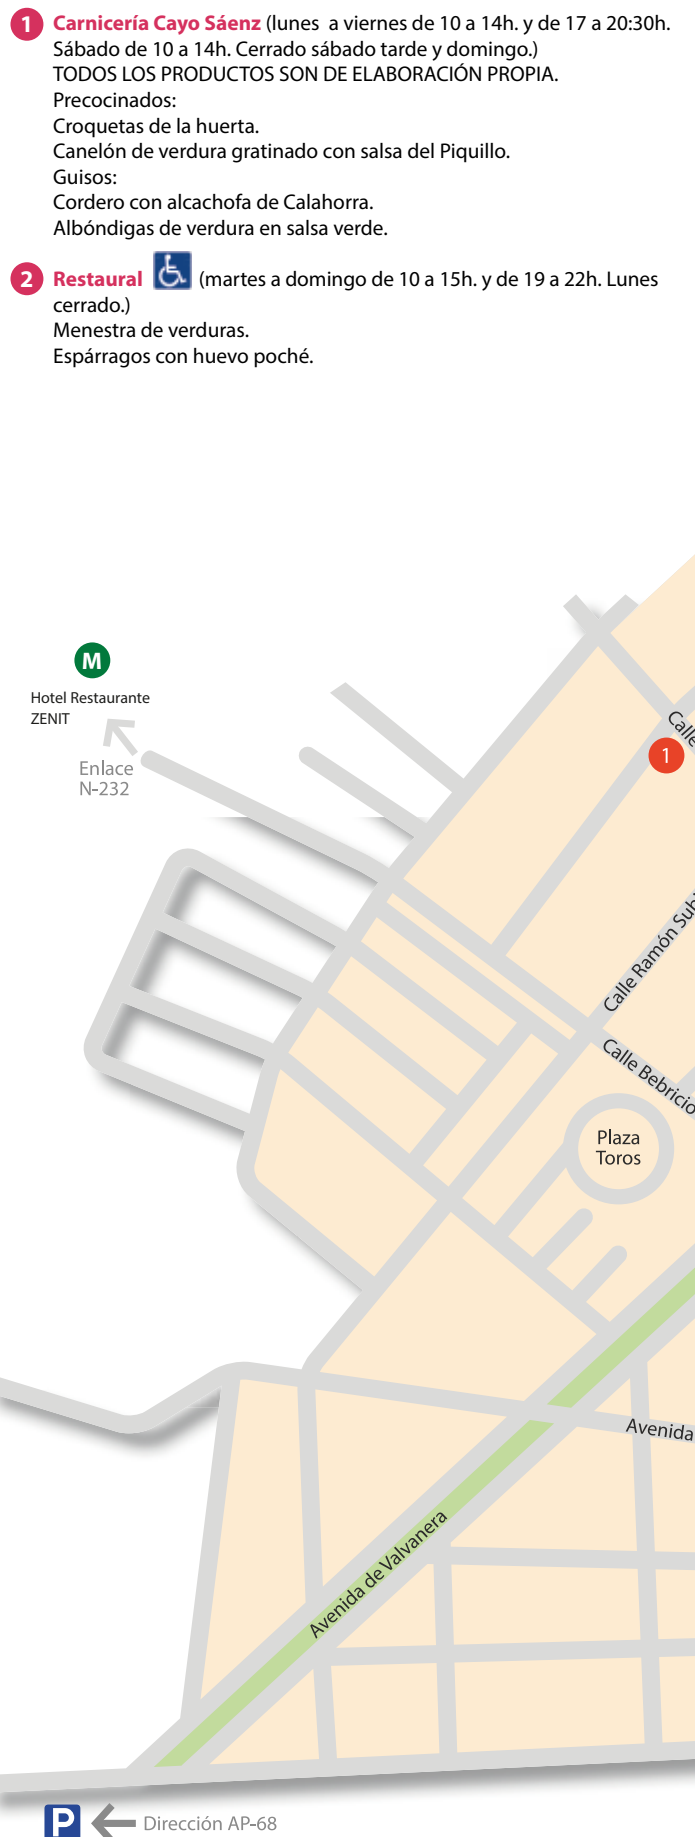 1 Carnicería Cayo Sáenz (lunes a viernes de 10 a 14h. y de 17 a 20:30h.
Sábado de 10 a 14h. Cerrado sábado tarde y domingo.)
TODOS LOS PRODUCTOS SON DE ELABORACIÓN PROPIA.
Precocinados:
Croquetas de la huerta.
Canelón de verdura gratinado con salsa del Piquillo.
Guisos:
Cordero con alcachofa de Calahorra.
Albóndigas de verdura en salsa verde.
2 Restaural (martes a domingo de 10 a 15h. y de 19 a 22h. Lunes
cerrado.)
Menestra de verduras.
Espárragos con huevo poché.
M
Hotel Restaurante
ZENIT
Enlace
N-232
Calle
1
Calle Ramón Subi
Calle Bebricio
Plaza
Toros
Avenida
Avenida de Valvanera
P Dirección AP-68